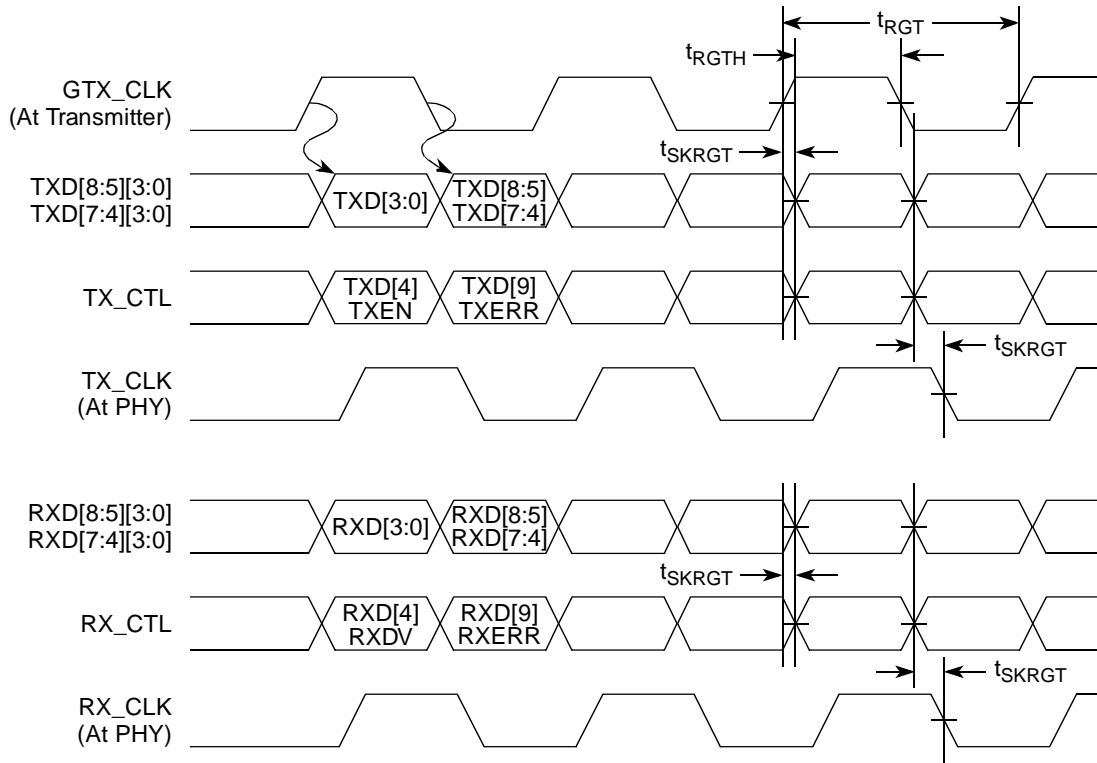 tRGT
tRGTH
GTX_CLK
(At Transmitter)
tSKRGT
TXD[8:5][3:0]
TXD[7:4][3:0]
TXD[3:0]
TXD[8:5]
TXD[7:4]
TX_CTL
TXD[4]
TXEN
TXD[9]
TXERR
tSKRGT
TX_CLK
(At PHY)
RXD[8:5][3:0]
RXD[7:4][3:0]
RXD[3:0]
RXD[8:5]
RXD[7:4]
tSKRGT
RX_CTL
RXD[4]
RXDV
RXD[9]
RXERR
tSKRGT
RX_CLK
(At PHY)